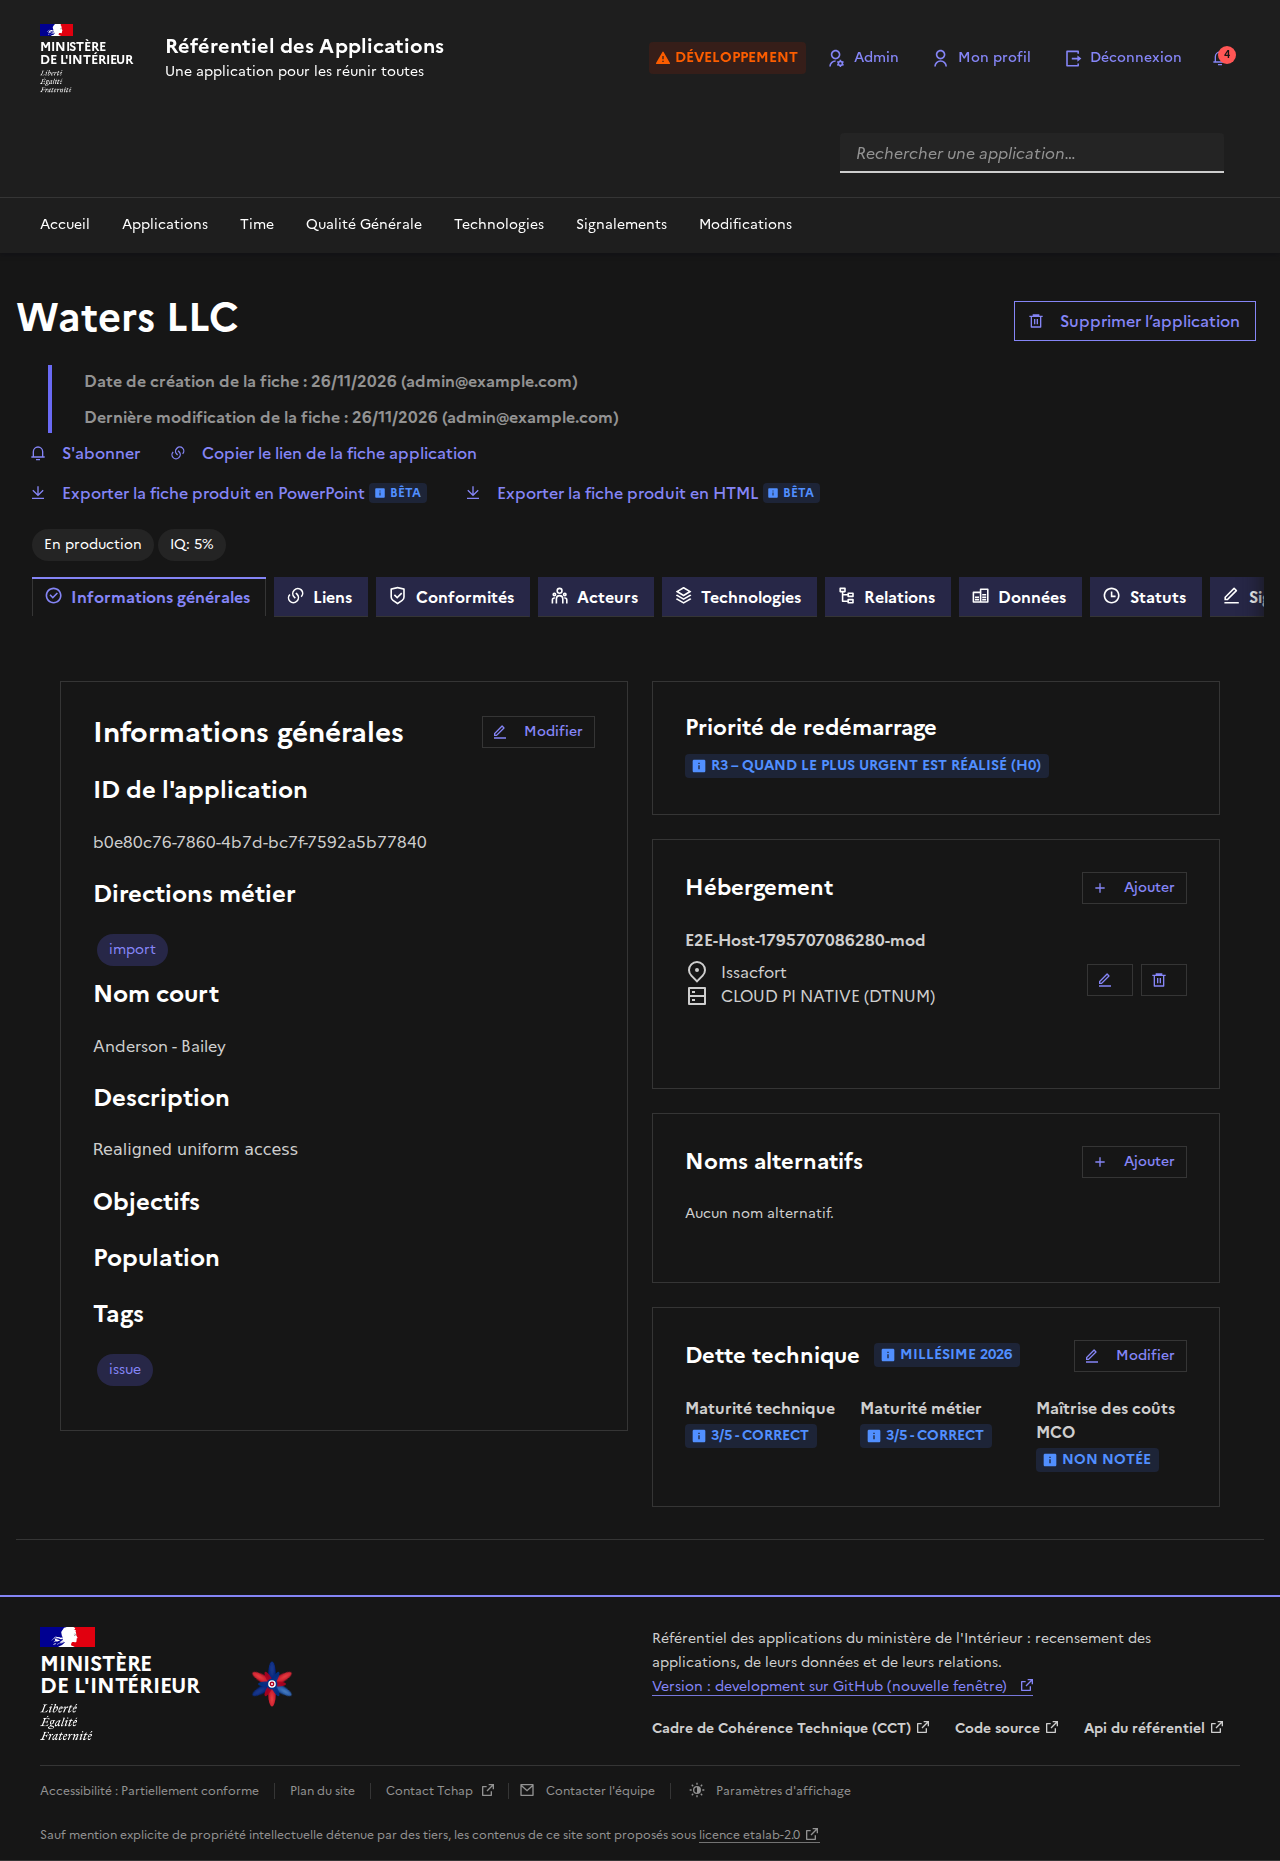 MINISTÈRE
DE L'INTÉRIEUR
Liberté
Égalité
Fraternité
Référentiel des Applications
Une application pour les réunir toutes
DÉVELOPPEMENT
Admin
Mon profil
Déconnexion
4
Rechercher une application…
Accueil
Applications
Time
Qualité Générale
Technologies
Signalements
Modifications
Waters LLC
Supprimer l’application
Date de création de la fiche : 26/11/2026 (admin@example.com)
Dernière modification de la fiche : 26/11/2026 (admin@example.com)
S'abonner
Copier le lien de la fiche application
Exporter la fiche produit en PowerPoint BÊTA
Exporter la fiche produit en HTML BÊTA
En production
IQ: 5%
Informations générales
Liens
Conformités
Acteurs
Technologies
Relations
Données
Statuts
Informations générales
Modifier
ID de l'application
b0e80c76-7860-4b7d-bc7f-7592a5b77840
Directions métier
import
Nom court
Anderson - Bailey
Description
Realigned uniform access
Objectifs
Population
Tags
issue
Priorité de redémarrage
R3 – QUAND LE PLUS URGENT EST RÉALISÉ (H0)
Hébergement
Ajouter
E2E-Host-1795707086280-mod
Issacfort
CLOUD PI NATIVE (DTNUM)
Noms alternatifs
Ajouter
Aucun nom alternatif.
Dette technique
MILLÉSIME 2026
Modifier
Maturité technique
3/5 - CORRECT
Maturité métier
3/5 - CORRECT
Maîtrise des coûts
MCO
NON NOTÉE
MINISTÈRE
DE L'INTÉRIEUR
Liberté
Égalité
Fraternité
Référentiel des applications du ministère de l'Intérieur : recensement des
applications, de leurs données et de leurs relations.
Version : development sur GitHub (nouvelle fenêtre)
Cadre de Cohérence Technique (CCT)
Code source
Api du référentiel
Accessibilité : Partiellement conforme
Plan du site
Contact Tchap
Contacter l'équipe
Paramètres d'affichage
Sauf mention explicite de propriété intellectuelle détenue par des tiers, les contenus de ce site sont proposés sous licence etalab-2.0